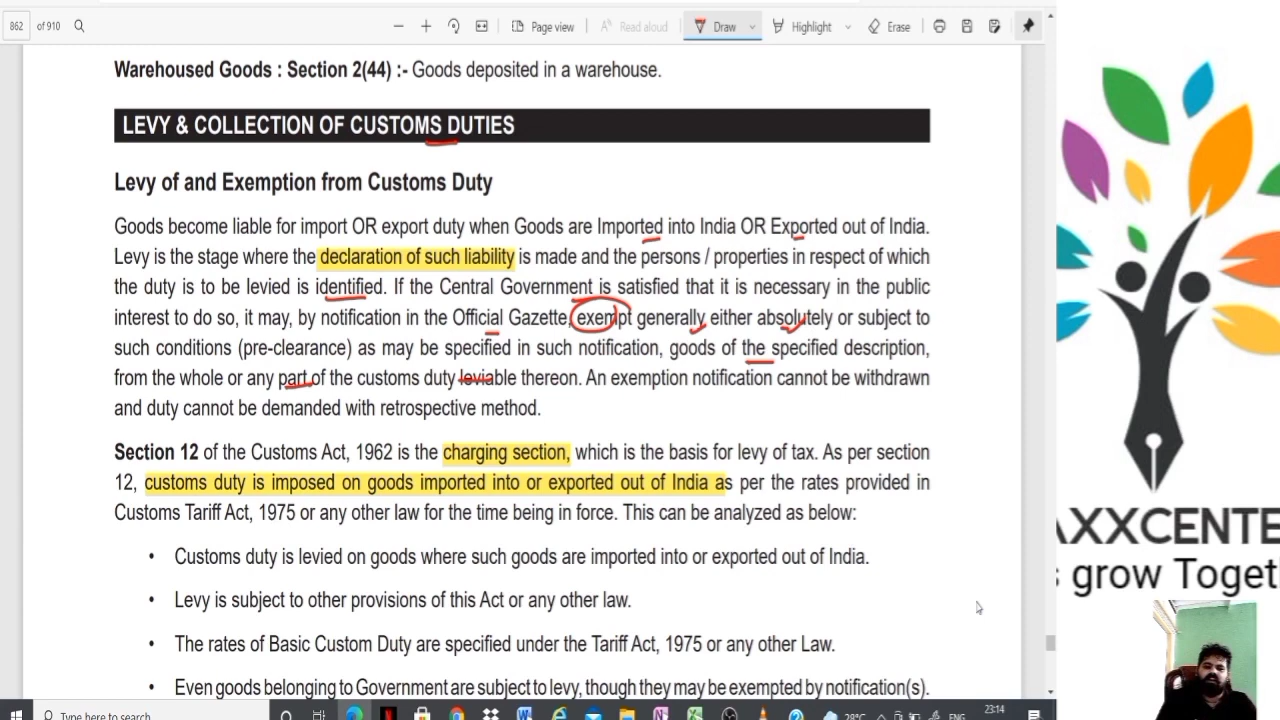 862 of 910 Page view Read aloud Draw Highlight Erase
Warehoused Goods : Section 2(44) :- Goods deposited in a warehouse.
LEVY & COLLECTION OF CUSTOMS DUTIES
Levy of and Exemption from Customs Duty
Goods become liable for import OR export duty when Goods are Imported into India OR Exported out of India.
Levy is the stage where the declaration of such liability is made and the persons / properties in respect of which
the duty is to be levied is identified. If the Central Government is satisfied that it is necessary in the public
interest to do so, it may, by notification in the Official Gazette, exempt generally either absolutely or subject to
such conditions (pre-clearance) as may be specified in such notification, goods of the specified description,
from the whole or any part of the customs duty leviable thereon. An exemption notification cannot be withdrawn
and duty cannot be demanded with retrospective method.
Section 12 of the Customs Act, 1962 is the charging section, which is the basis for levy of tax. As per section
12, customs duty is imposed on goods imported into or exported out of India as per the rates provided in
Customs Tariff Act, 1975 or any other law for the time being in force. This can be analyzed as below:
• Customs duty is levied on goods where such goods are imported into or exported out of India.
• Levy is subject to other provisions of this Act or any other law.
• The rates of Basic Custom Duty are specified under the Tariff Act, 1975 or any other Law.
• Even goods belonging to Government are subject to levy, though they may be exempted by notification(s).
AXXCENTE
s grow Togeth
Type here to search 28°C ENG 23:14